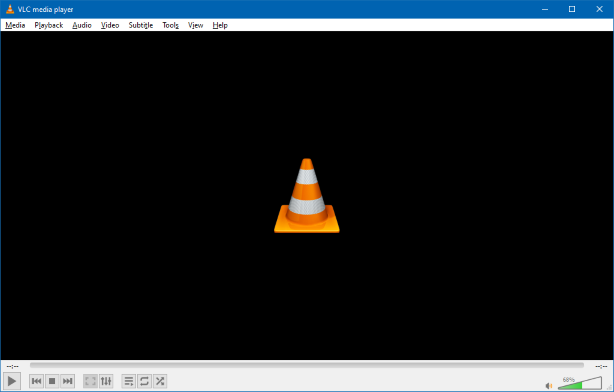 VLC media player
Media Playback Audio Video Subtitle Tools View Help
--:-- --:--
68%